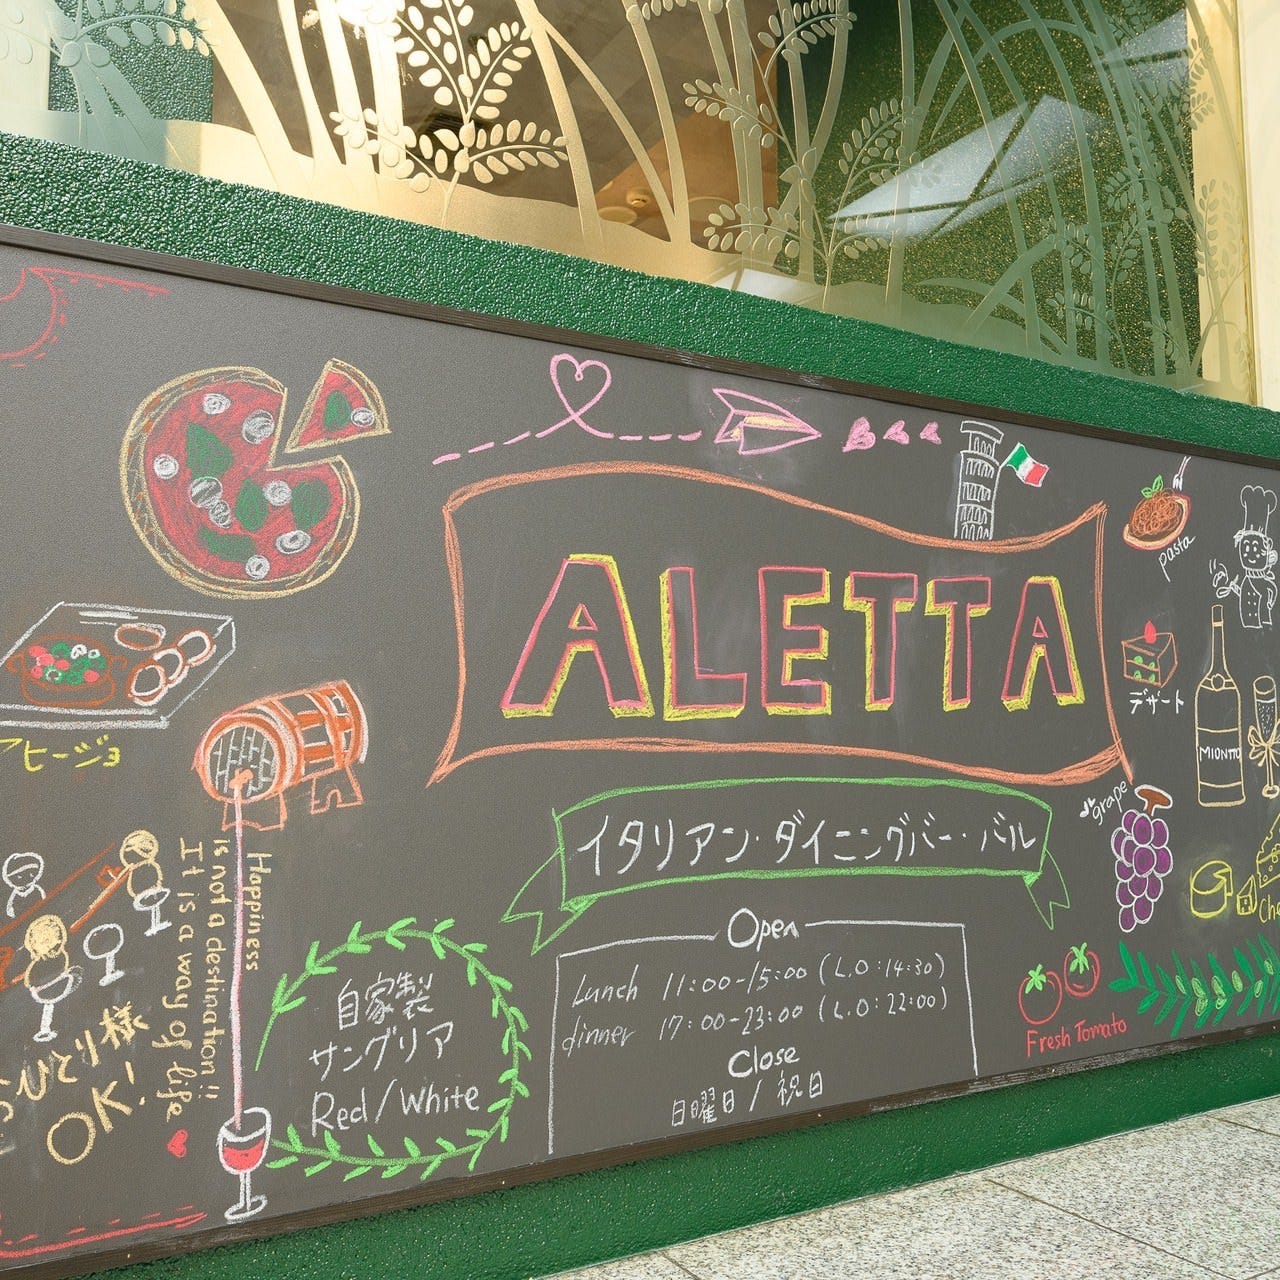 ALETTA
イタリアン・ダイニングバー・バル
Open
Lunch 11:00-15:00 (L.O:14:30)
dinner 17:00-23:00 (L.O:22:00)
Close
日曜日/祝日
アヒージョ
Happiness
is not a destination!!
It is a way of life
おひとり様
OK!
自家製
サングリア
Red/White
pasta
デザート
MIONTTO
grape
Fresh Tomato